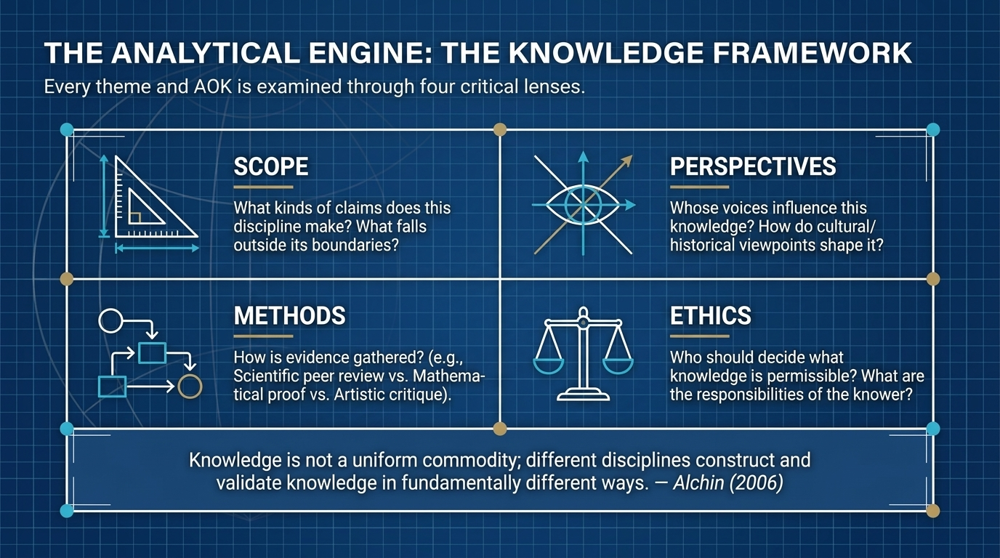 THE ANALYTICAL ENGINE: THE KNOWLEDGE FRAMEWORK
Every theme and AOK is examined through four critical lenses.
SCOPE
What kinds of claims does this
discipline make? What falls
outside its boundaries?
PERSPECTIVES
Whose voices influence this
knowledge? How do cultural/
historical viewpoints shape it?
METHODS
How is evidence gathered? (e.g.,
Scientific peer review vs. Mathema-
tical proof vs. Artistic critique).
ETHICS
Who should decide what
knowledge is permissible? What are
the responsibilities of the knower?
Knowledge is not a uniform commodity; different disciplines construct and
validate knowledge in fundamentally different ways. — Alchin (2006)